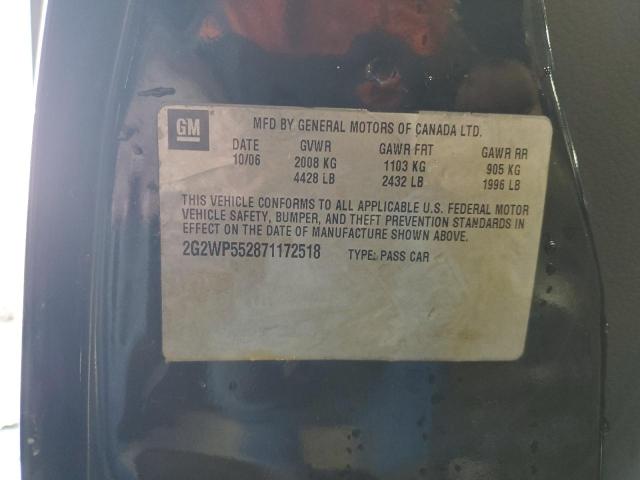 GM
MFD BY GENERAL MOTORS OF CANADA LTD.
DATE GVWR GAWR FRT GAWR RR
10/06 2008 KG 1103 KG 905 KG
4428 LB 2432 LB 1996 LB
THIS VEHICLE CONFORMS TO ALL APPLICABLE U.S. FEDERAL MOTOR
VEHICLE SAFETY, BUMPER, AND THEFT PREVENTION STANDARDS IN
EFFECT ON THE DATE OF MANUFACTURE SHOWN ABOVE.
2G2WP552871172518 TYPE: PASS CAR